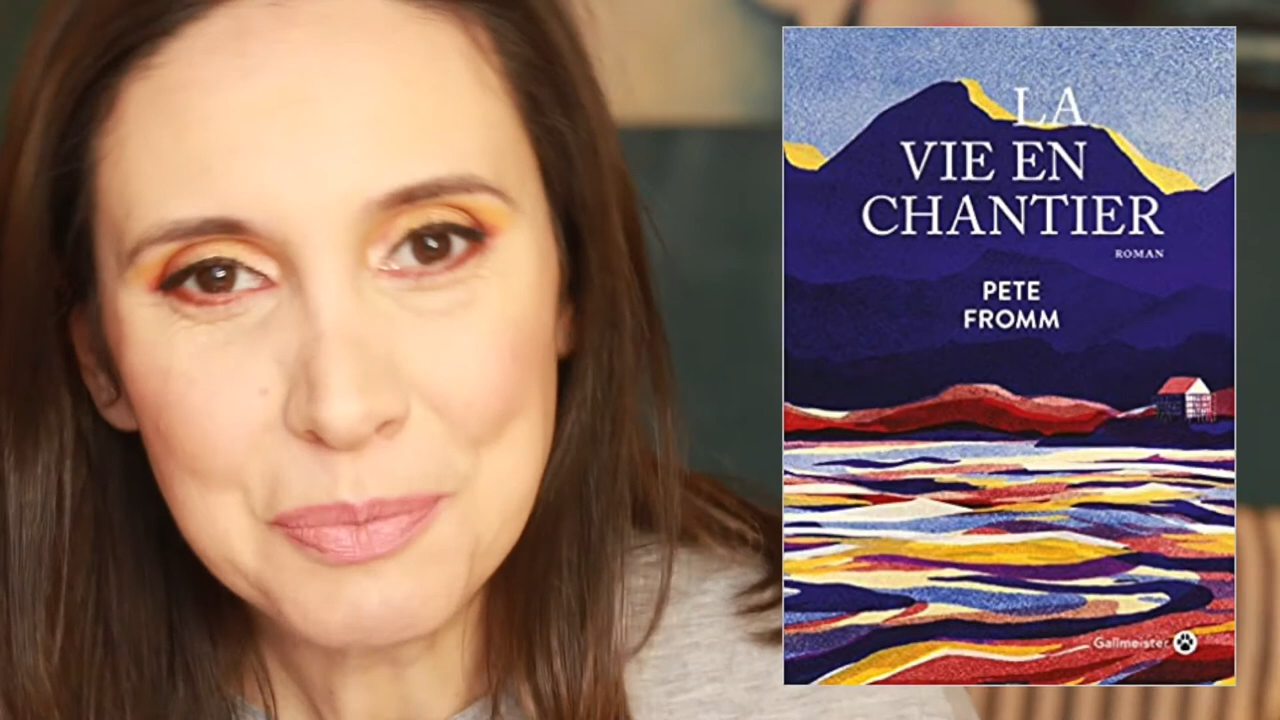 LA
VIE EN
CHANTIER
ROMAN
PETE
FROMM
Gallmeister